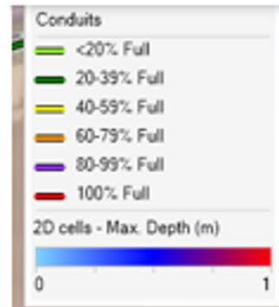 Conduits
<20% Full
20-39% Full
40-59% Full
60-79% Full
80-99% Full
100% Full
2D cells - Max. Depth (m)
0 1